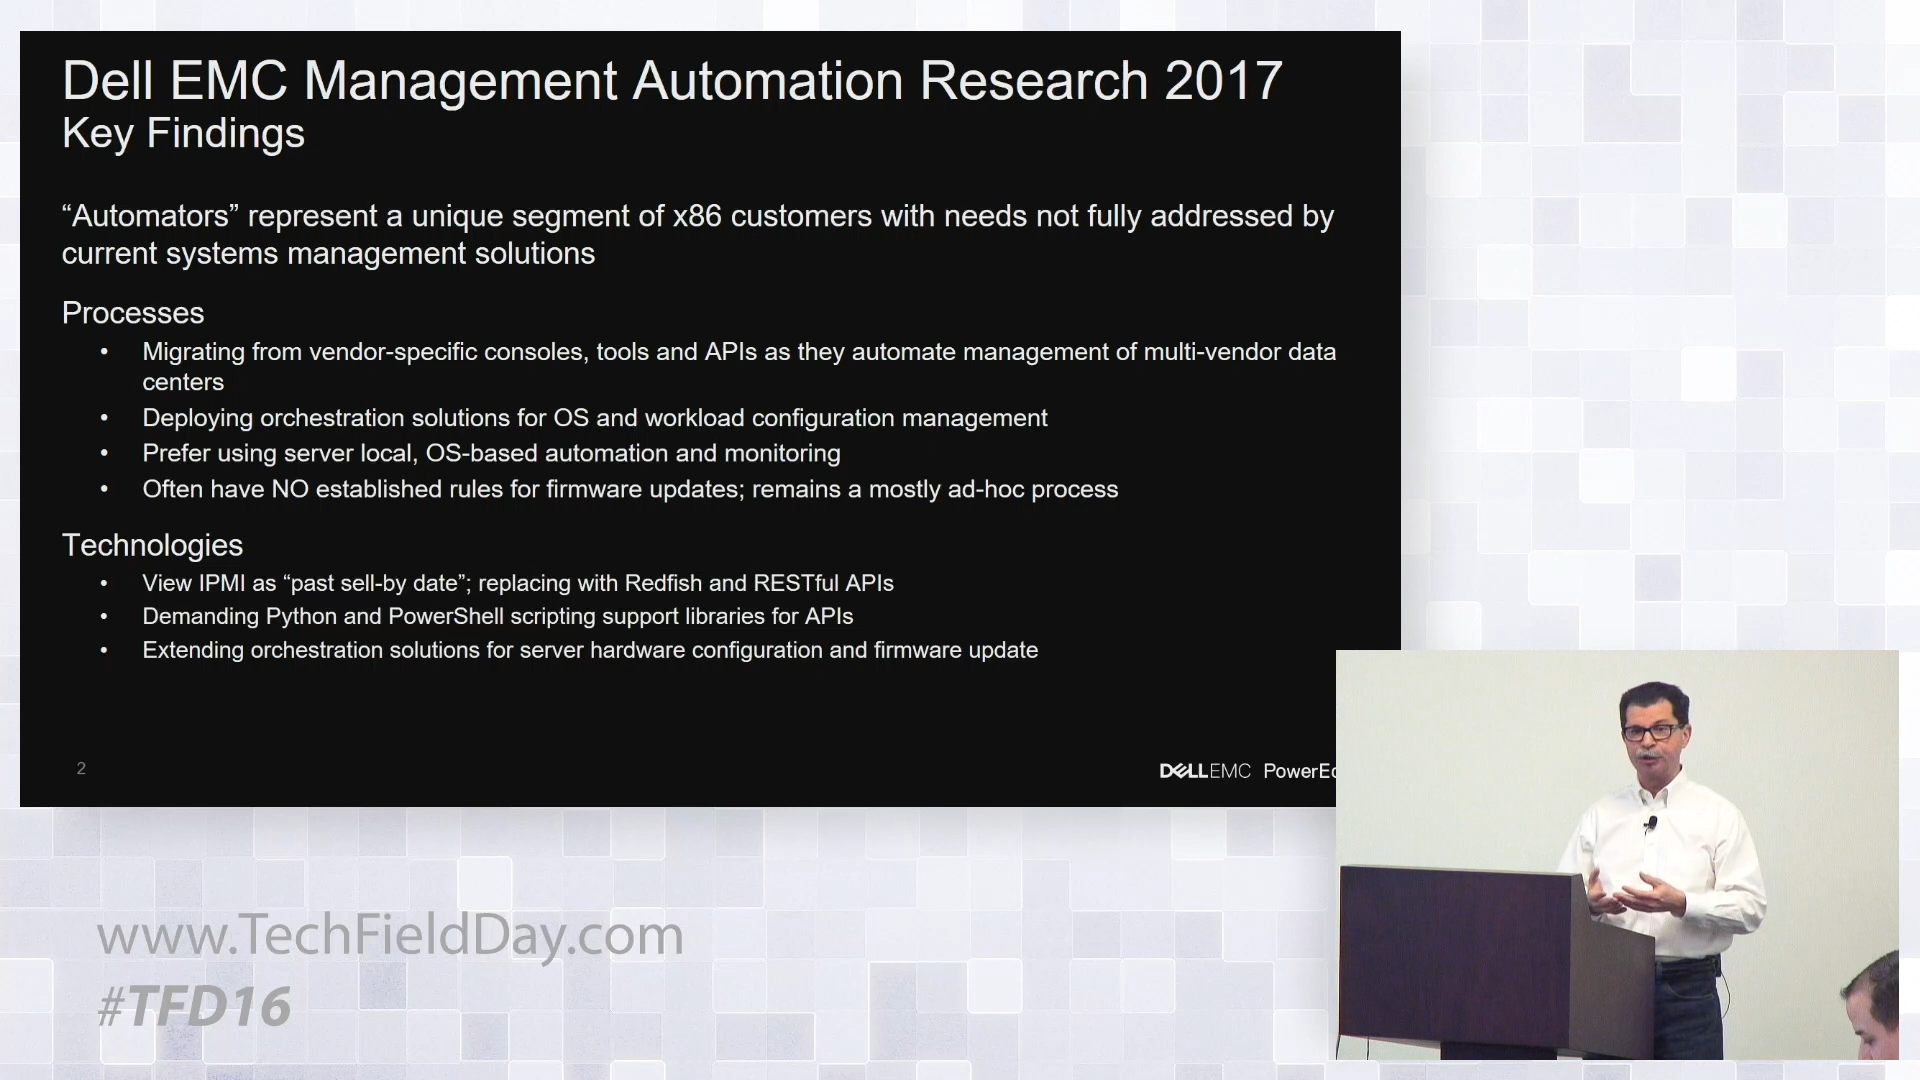 Dell EMC Management Automation Research 2017
Key Findings
“Automators” represent a unique segment of x86 customers with needs not fully addressed by
current systems management solutions
Processes
• Migrating from vendor-specific consoles, tools and APIs as they automate management of multi-vendor data
centers
• Deploying orchestration solutions for OS and workload configuration management
• Prefer using server local, OS-based automation and monitoring
• Often have NO established rules for firmware updates; remains a mostly ad-hoc process
Technologies
• View IPMI as “past sell-by date”; replacing with Redfish and RESTful APIs
• Demanding Python and PowerShell scripting support libraries for APIs
• Extending orchestration solutions for server hardware configuration and firmware update
2
DELLEMC
www.TechFieldDay.com
#TFD16